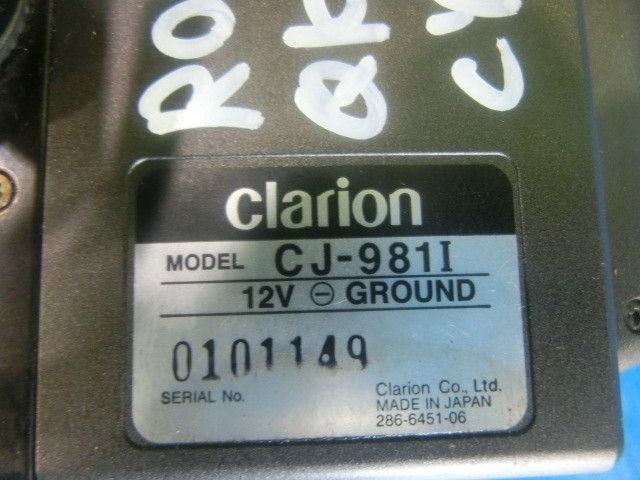 clarion
MODEL CJ-981I
12V ⊖ GROUND
0101149
SERIAL No.
Clarion Co., Ltd.
MADE IN JAPAN
286-6451-06